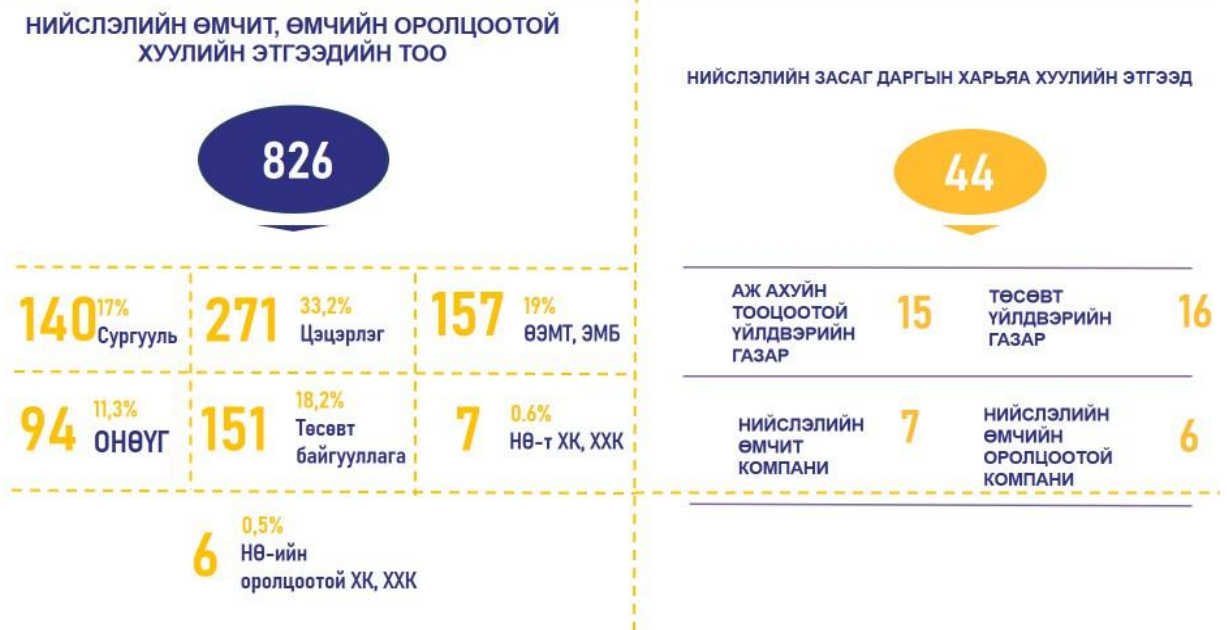 НИЙСЛЭЛИЙН ӨМЧИТ, ӨМЧИЙН ОРОЛЦООТОЙ
ХУУЛИЙН ЭТГЭЭДИЙН ТОО
826
140
17%
Сургууль
271
33,2%
Цэцэрлэг
157
19%
ӨЭМТ, ЭМБ
94
11,3%
ОНӨҮГ
151
18,2%
Төсөвт
байгууллага
7
0.6%
НӨ-т ХК, ХХК
6
0,5%
НӨ-ийн
оролцоотой ХК, ХХК
НИЙСЛЭЛИЙН ЗАСАГ ДАРГЫН ХАРЬЯА ХУУЛИЙН ЭТГЭЭД
44
АЖ АХУЙН
ТООЦООТОЙ
ҮЙЛДВЭРИЙН
ГАЗАР
15
ТӨСӨВТ
ҮЙЛДВЭРИЙН
ГАЗАР
16
НИЙСЛЭЛИЙН
ӨМЧИТ
КОМПАНИ
7
НИЙСЛЭЛИЙН
ӨМЧИЙН
ОРОЛЦООТОЙ
КОМПАНИ
6